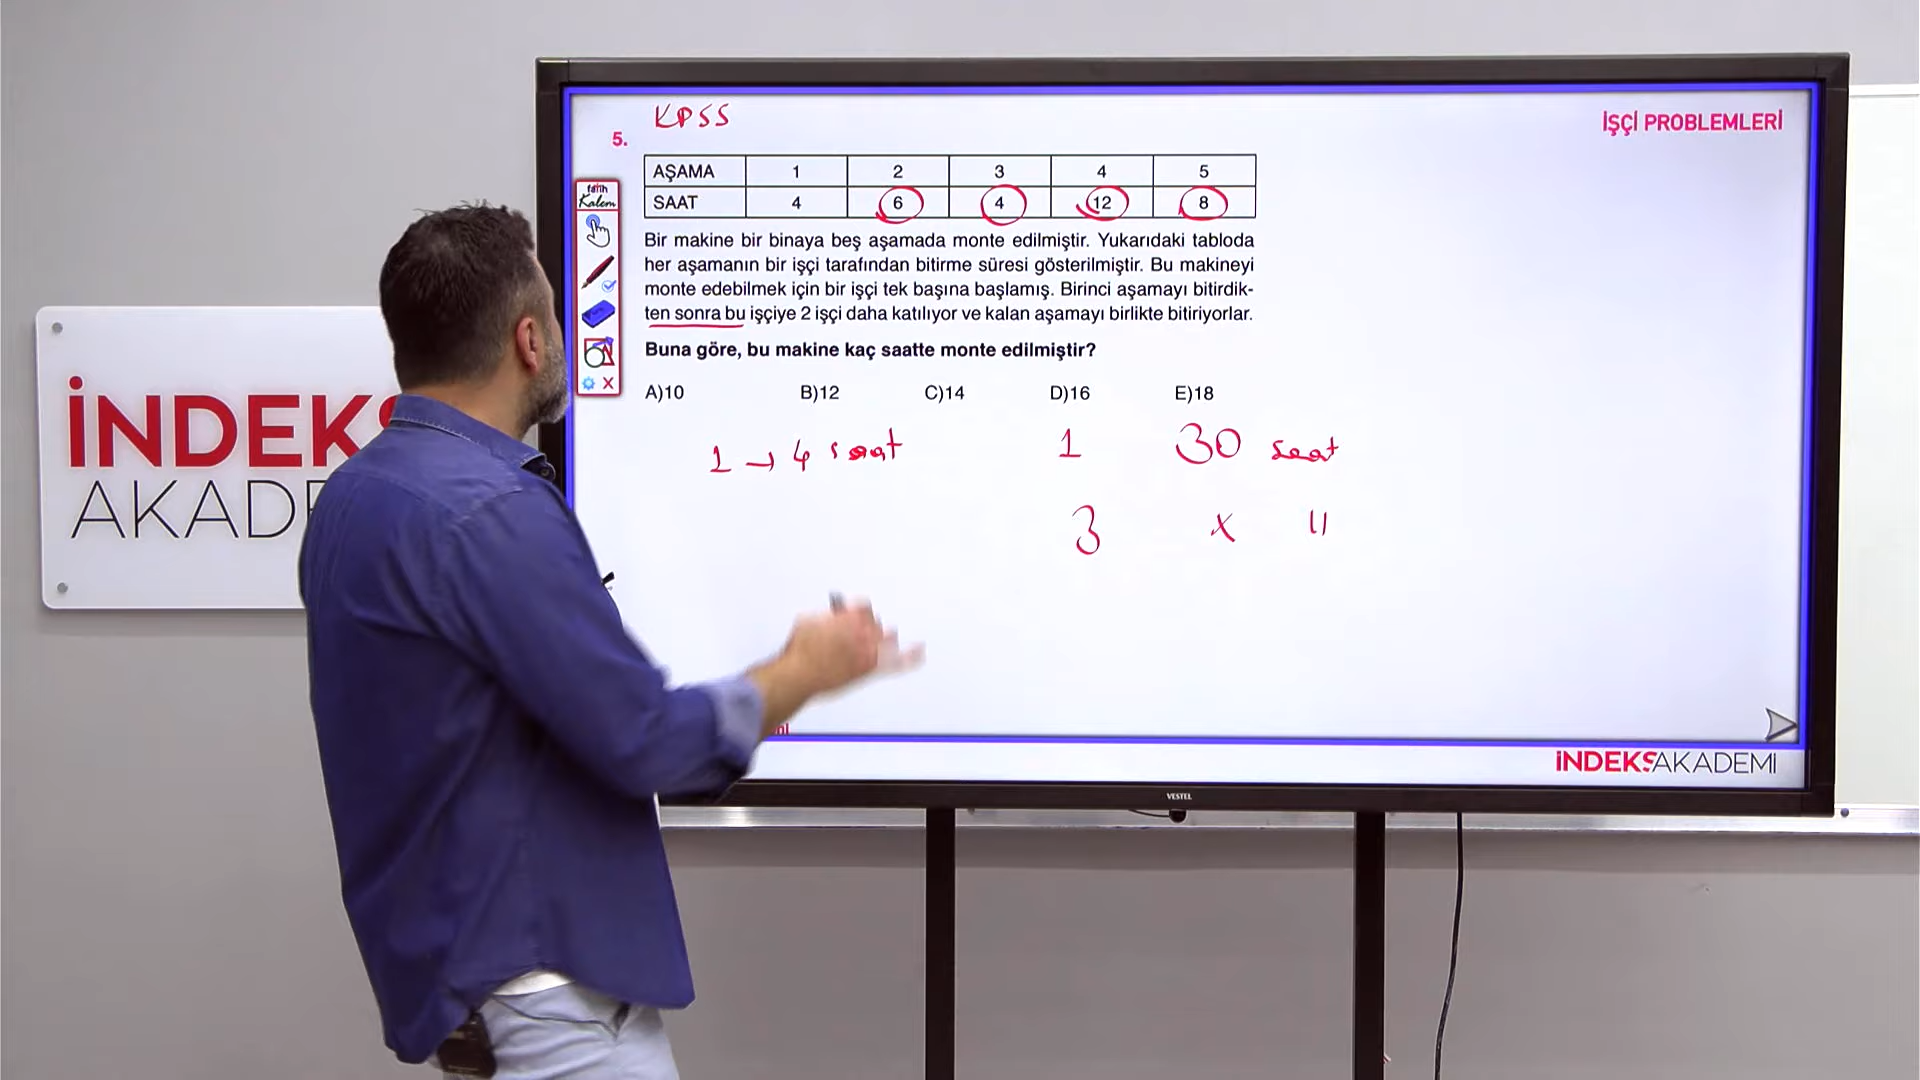 KPSS
İŞÇİ PROBLEMLERİ
5.
AŞAMA 1 2 3 4 5
SAAT 4 6 4 12 8
fatih
Kalem
Bir makine bir binaya beş aşamada monte edilmiştir. Yukarıdaki tabloda
her aşamanın bir işçi tarafından bitirme süresi gösterilmiştir. Bu makineyi
monte edebilmek için bir işçi tek başına başlamış. Birinci aşamayı bitirdik-
ten sonra bu işçiye 2 işçi daha katılıyor ve kalan aşamayı birlikte bitiriyorlar.
Buna göre, bu makine kaç saatte monte edilmiştir?
A)10 B)12 C)14 D)16 E)18
1 → 4 saat 1 30 saat
3 x "
İNDEKS
AKADE
İNDEKSAKADEMİ
VESTEL